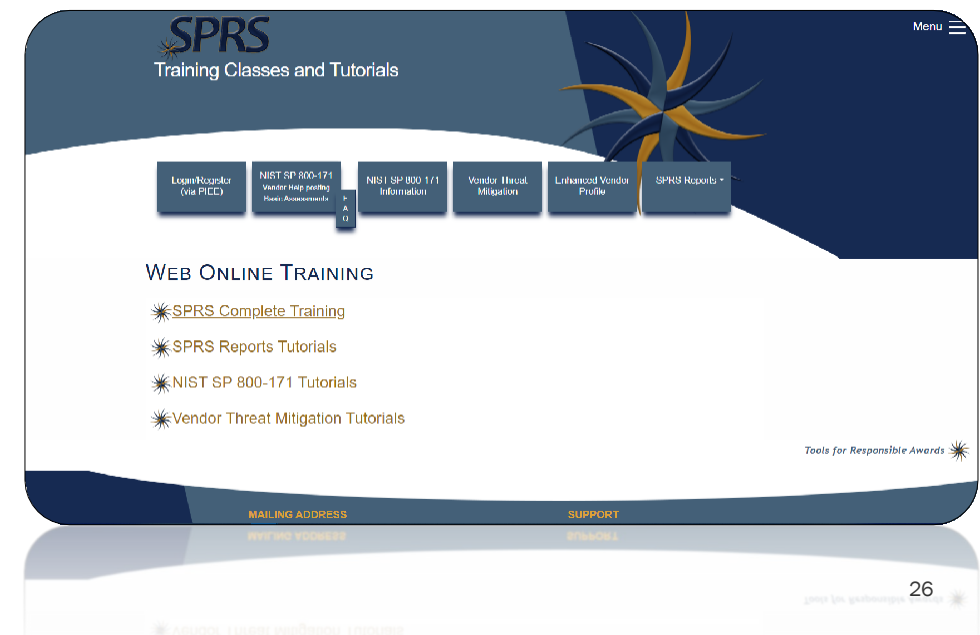 SPRS
Menu
Training Classes and Tutorials
Login/Register
(via PIEE)
NIST SP 800-171
Vendor Help posting
Basic Assessments
F
A
Q
NIST SP 800-171
Information
Vendor Threat
Mitigation
Enhanced Vendor
Profile
SPRS Reports
WEB ONLINE TRAINING
SPRS Complete Training
SPRS Reports Tutorials
NIST SP 800-171 Tutorials
Vendor Threat Mitigation Tutorials
Tools for Responsible Awards
MAILING ADDRESS
SUPPORT
26